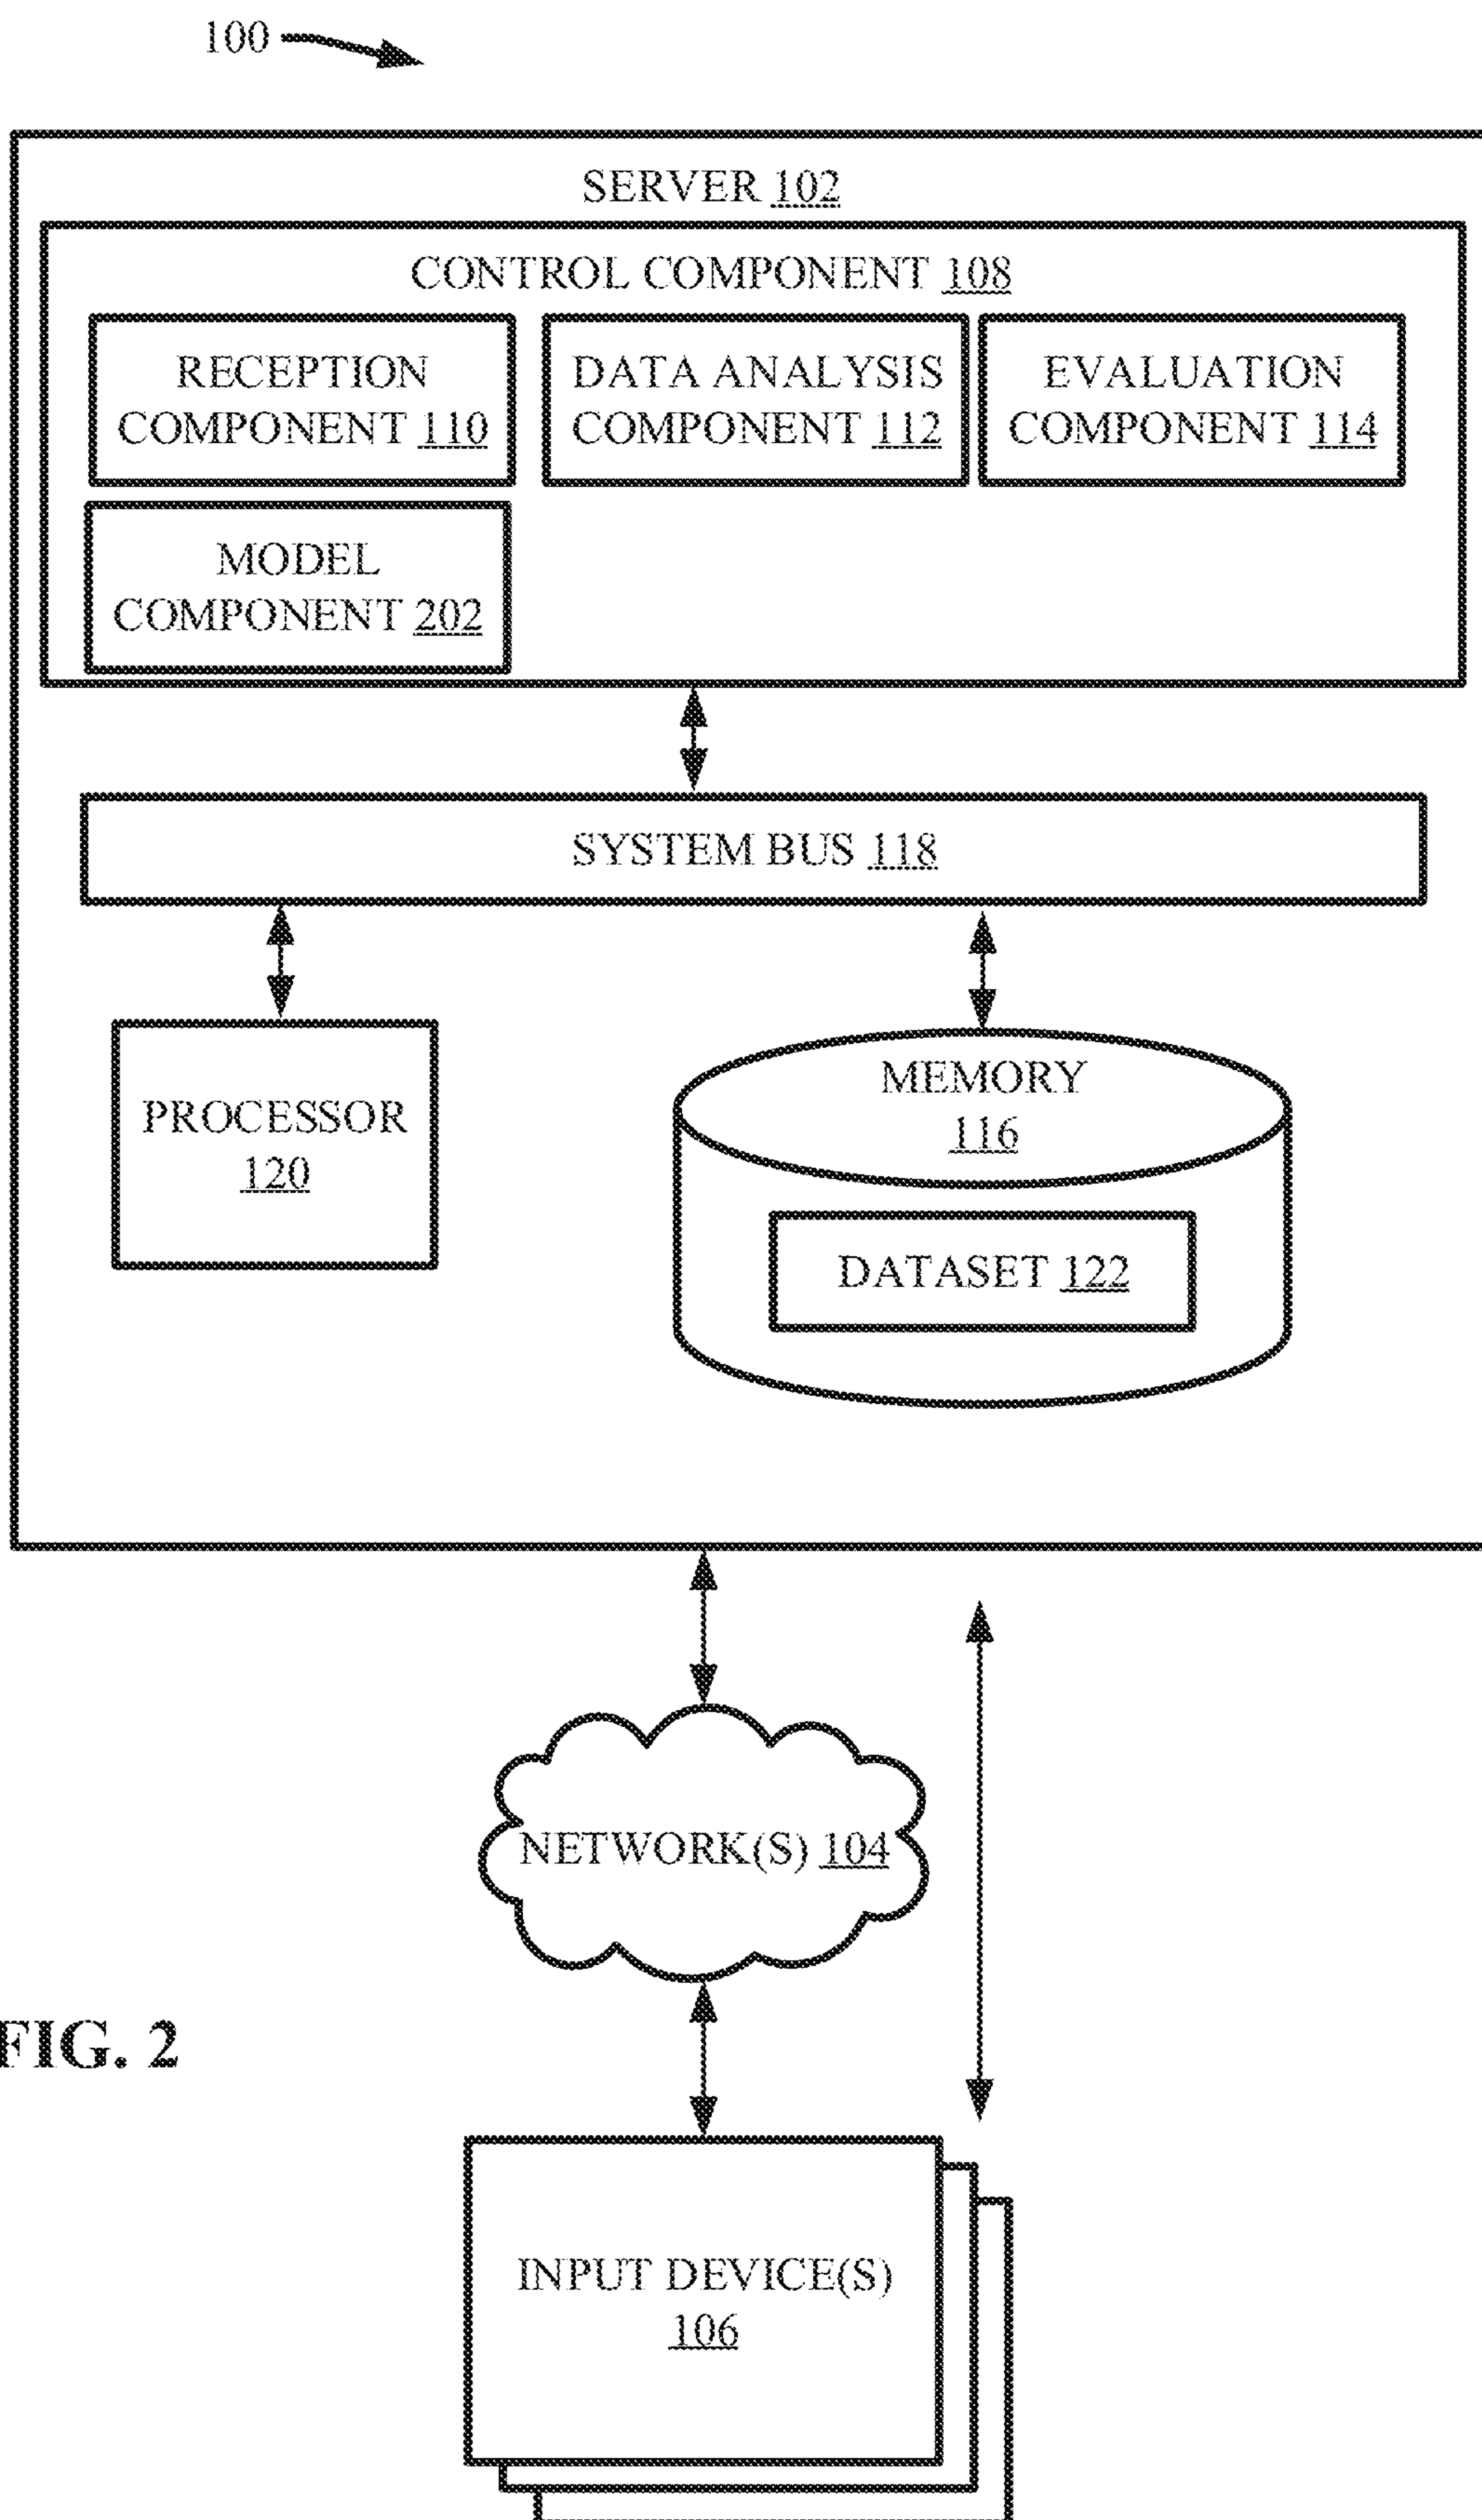 100
SERVER 102
CONTROL COMPONENT 108
RECEPTION
COMPONENT 110
DATA ANALYSIS
COMPONENT 112
EVALUATION
COMPONENT 114
MODEL
COMPONENT 202
SYSTEM BUS 118
PROCESSOR
120
MEMORY
116
DATASET 122
NETWORK(S) 104
FIG. 2
INPUT DEVICE(S)
106